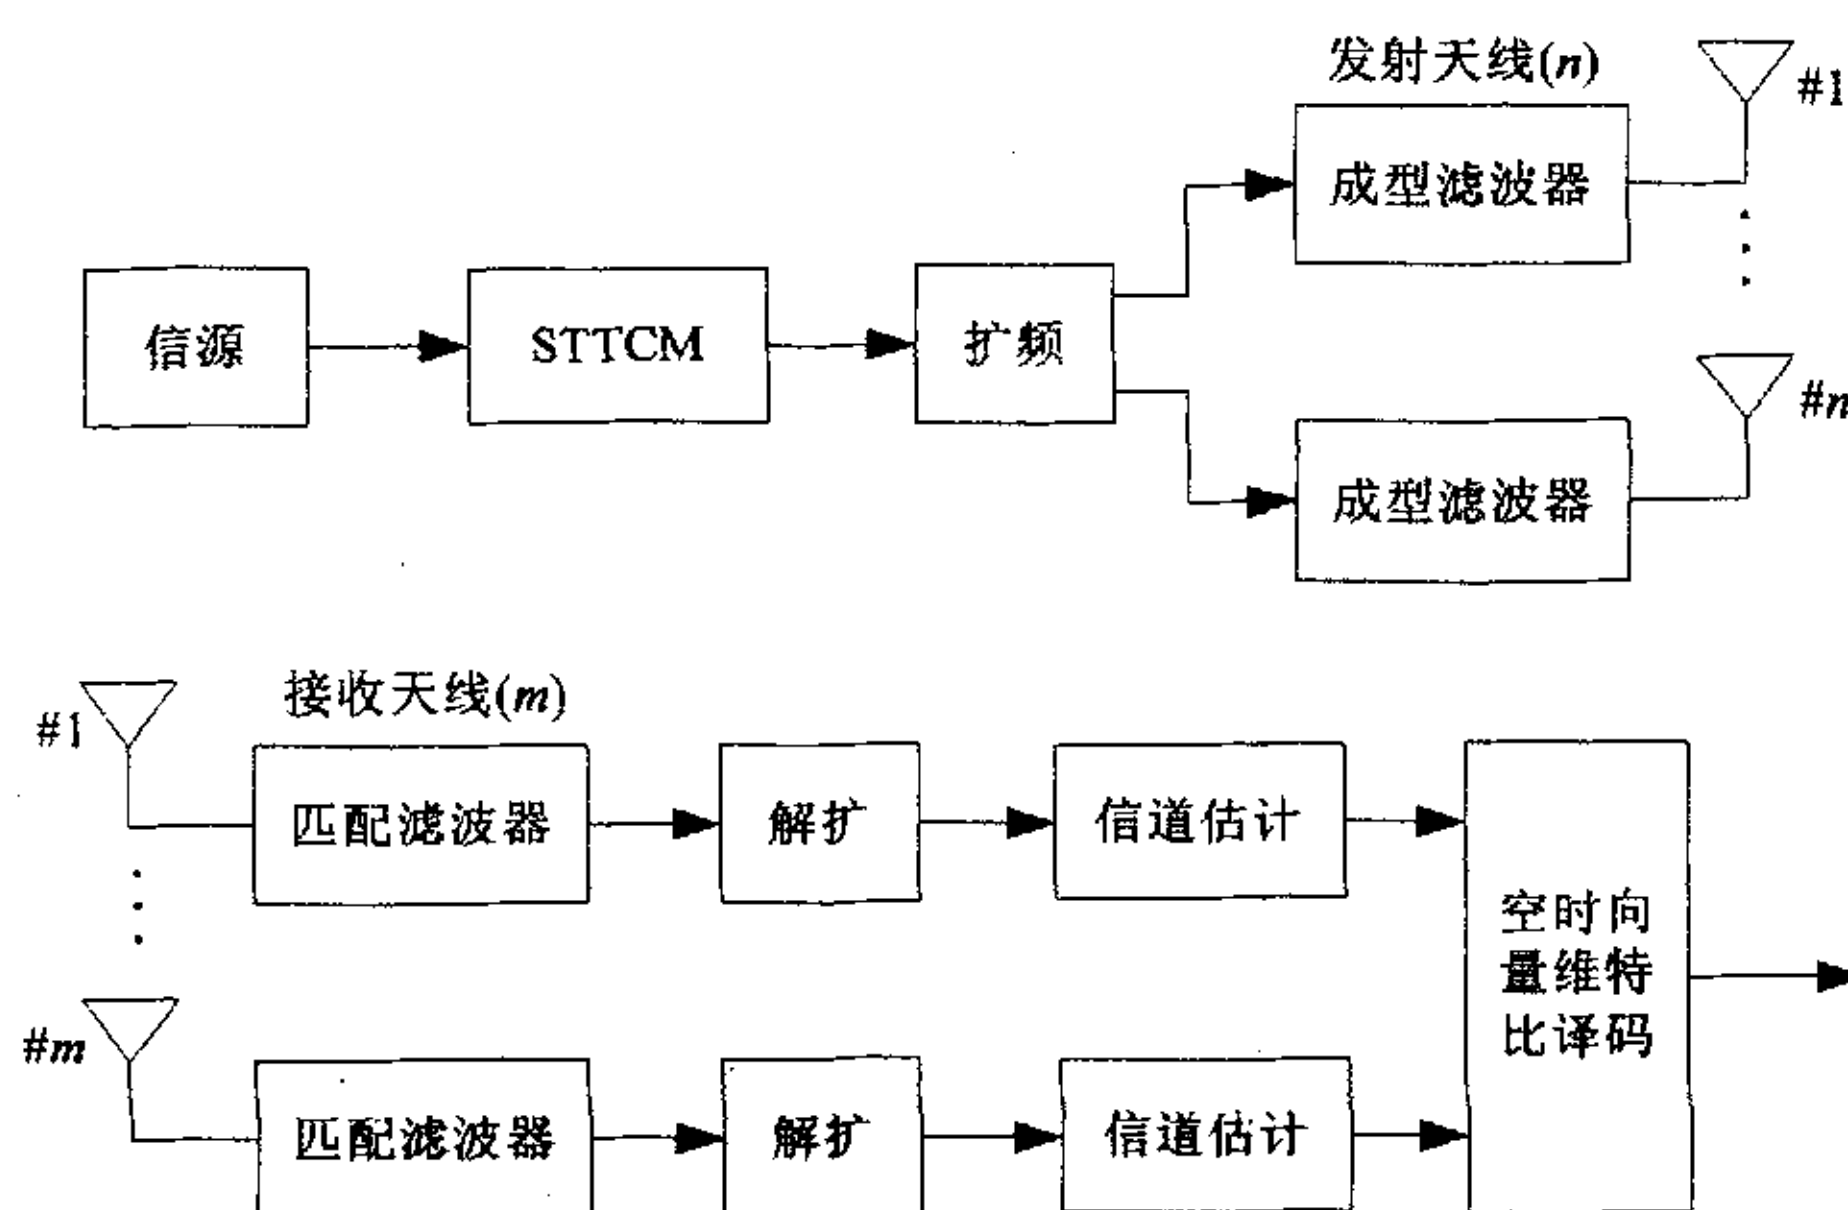 发射天线(n)
#1
成型滤波器
信源
STTCM
扩频
#n
成型滤波器
接收天线(m)
#1
匹配滤波器
解扩
信道估计
空时向
量维特
比译码
#m
匹配滤波器
解扩
信道估计